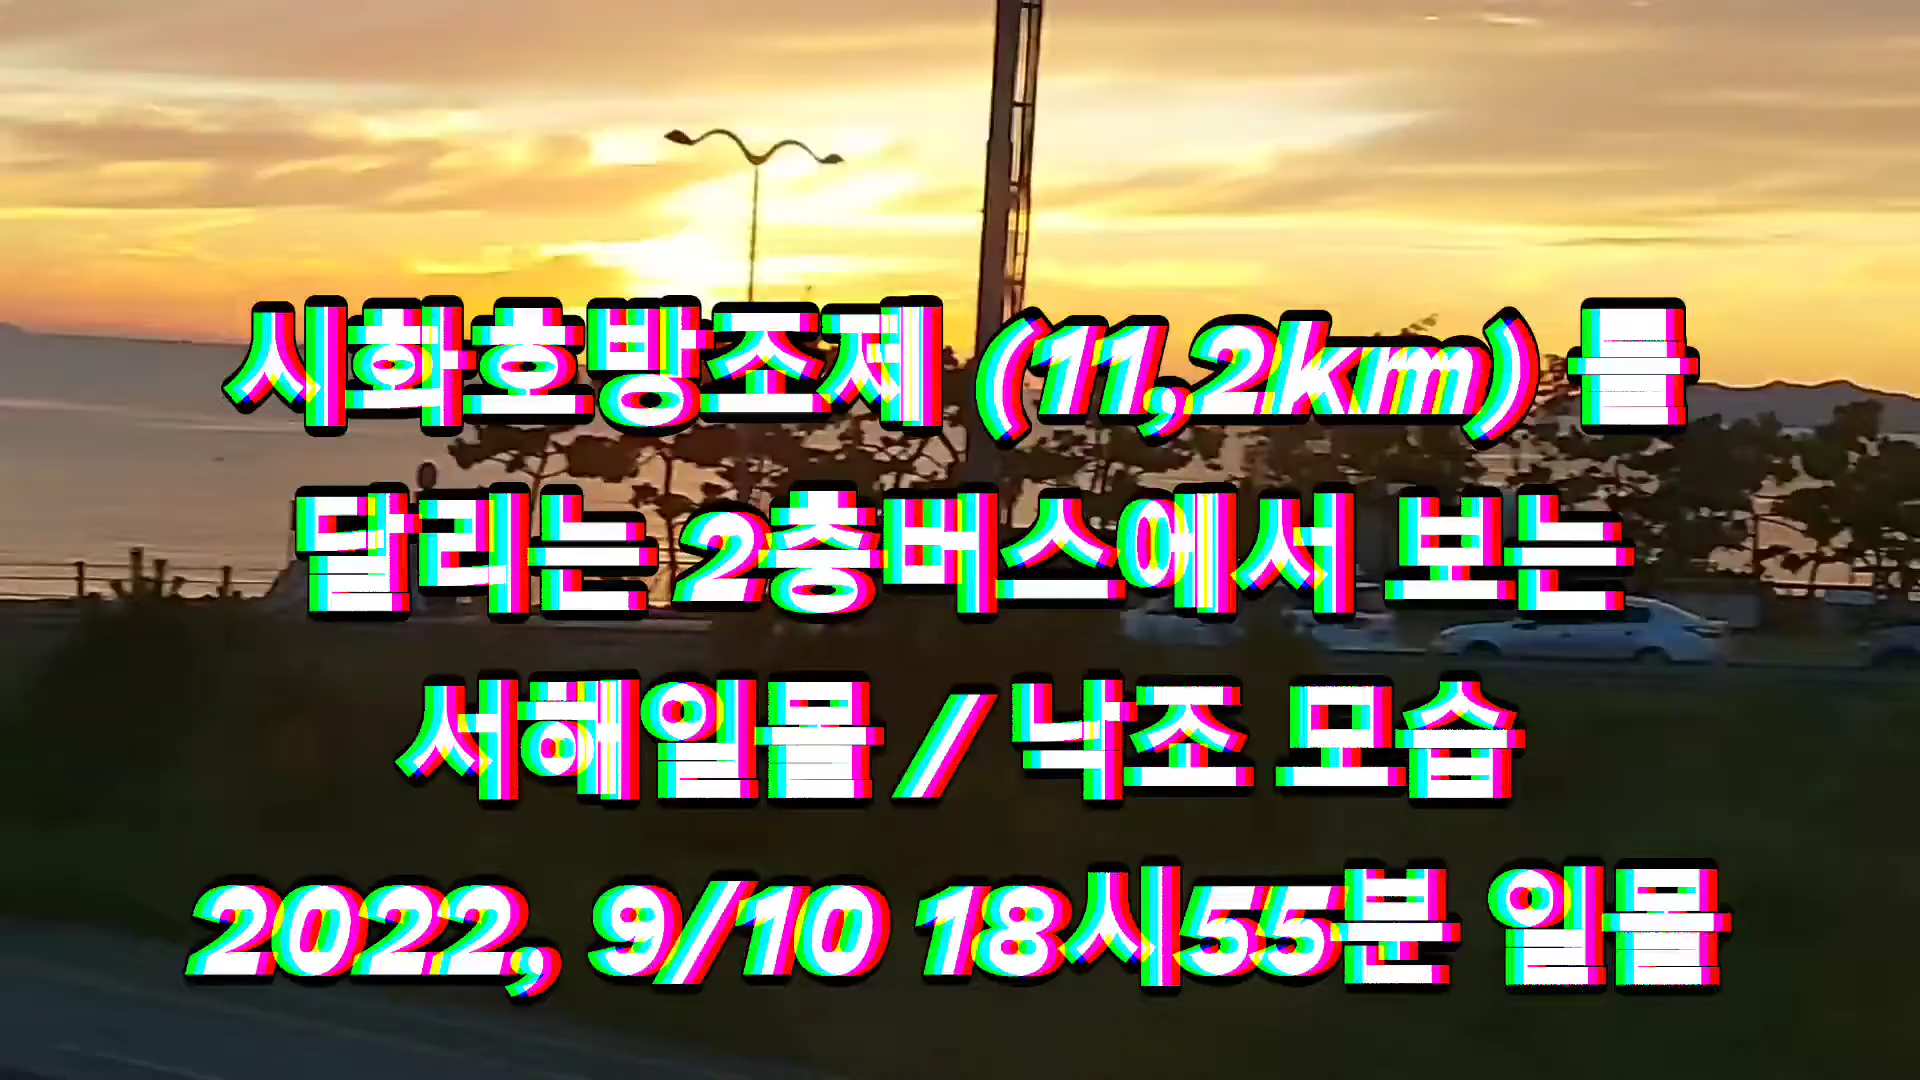 시화호방조제 (11,2km) 를
달리는 2층버스에서 보는
서해일몰 / 낙조 모습
2022, 9/10 18시55분 일몰